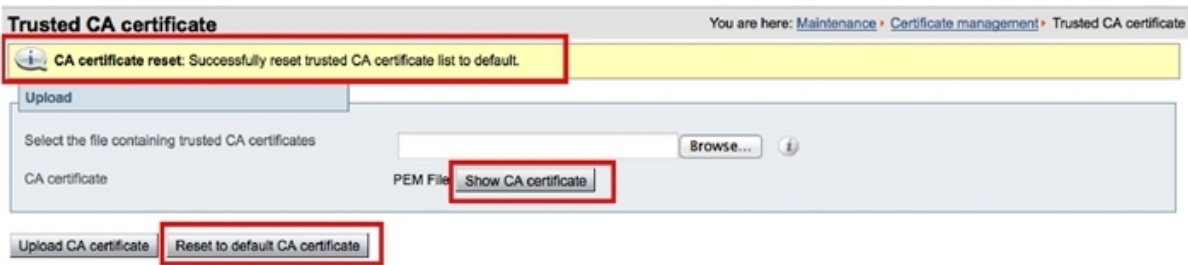 Trusted CA certificate
You are here: Maintenance › Certificate management › Trusted CA certificate
CA certificate reset: Successfully reset trusted CA certificate list to default.
Upload
Select the file containing trusted CA certificates
Browse...
i
CA certificate
PEM File
Show CA certificate
Upload CA certificate
Reset to default CA certificate